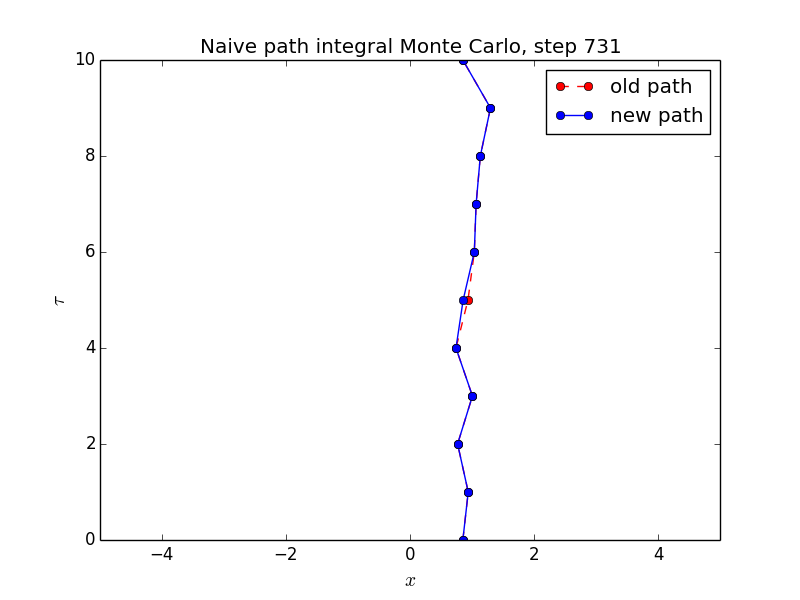 Naive path integral Monte Carlo, step 731
10
old path
new path
8
6
τ
4
2
0
−4 −2 0 2 4
x